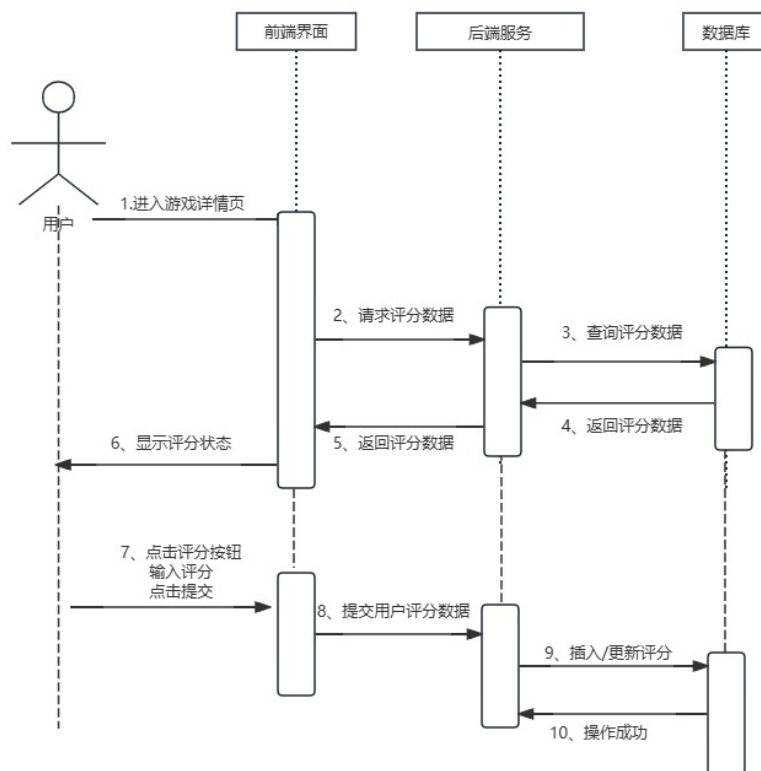 前端界面
后端服务
数据库
用户
1.进入游戏详情页
2、请求评分数据
3、查询评分数据
4、返回评分数据
5、返回评分数据
6、显示评分状态
7、点击评分按钮
输入评分
点击提交
8、提交用户评分数据
9、插入/更新评分
10、操作成功